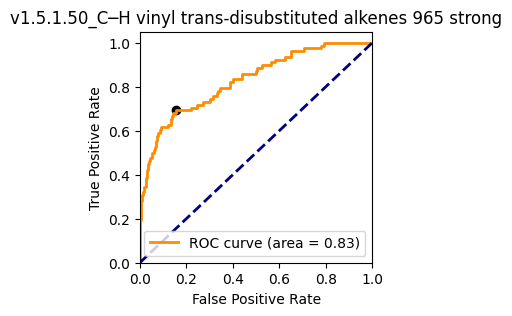 v1.5.1.50_C─H vinyl trans-disubstituted alkenes 965 strong
1.0
0.8
0.6
0.4
0.2
0.0
True Positive Rate
ROC curve (area = 0.83)
0.0 0.2 0.4 0.6 0.8 1.0
False Positive Rate